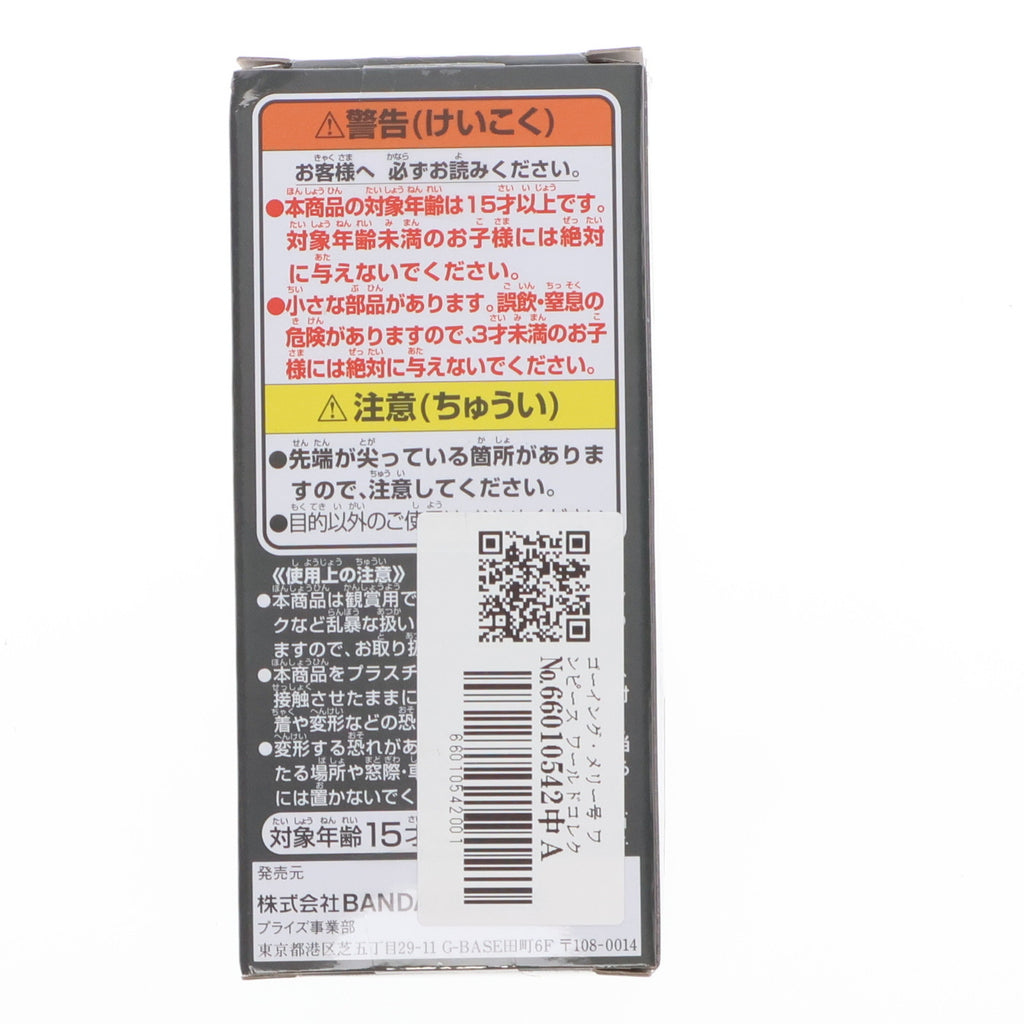 ⚠警告(けいこく)
お客様へ 必ずお読みください。
●本商品の対象年齢は15才以上です。
対象年齢未満のお子様には絶対
に与えないでください。
●小さな部品があります。誤飲・窒息の
危険がありますので、3才未満のお子
様には絶対に与えないでください。
⚠注意(ちゅうい)
●先端が尖っている箇所がありま
すので、注意してください。
●目的以外のご使
《使用上の注意》
●本商品は観賞用で
クなど乱暴な扱い
ますので、お取り扱
●本商品をプラスチ
接触させたままに
着や変形などの恐
●変形する恐れがあ
たる場所や窓際・車
には置かないでく
対象年齢15才
発売元
株式会社BANDA
プライズ事業部
東京都港区芝五丁目29-11 G-BASE田町6F 〒108-0014
ゴーイング・メリー号 ワ
ンピース ワールドコレク
No.66010542中 A
66010542001